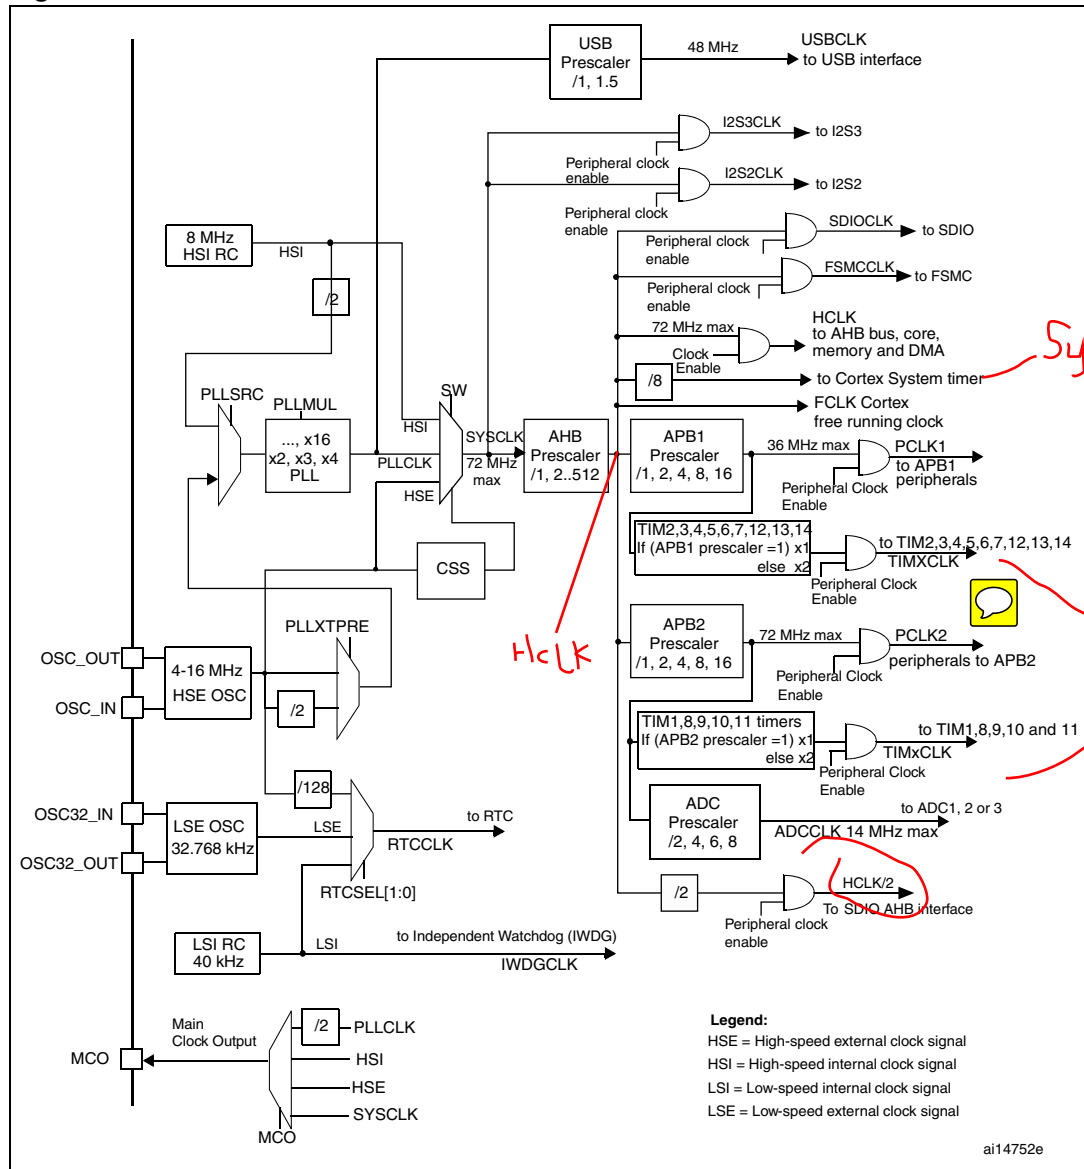 USB
Prescaler
/1, 1.5
48 MHz
USBCLK
to USB interface
I2S3CLK
to I2S3
Peripheral clock
enable
I2S2CLK
to I2S2
Peripheral clock
enable
SDIOCLK
to SDIO
Peripheral clock
enable
8 MHz
HSI RC
HSI
/2
FSMCCLK
to FSMC
Peripheral clock
enable
HCLK
to AHB bus, core,
memory and DMA
72 MHz max
Clock
Enable
/8
to Cortex System timer
FCLK Cortex
free running clock
PLLSRC
PLLMUL
..., x16
x2, x3, x4
PLL
SW
HSI
PLLCLK
HSE
SYSCLK
72 MHz
max
AHB
Prescaler
/1, 2..512
APB1
Prescaler
/1, 2, 4, 8, 16
36 MHz max
PCLK1
to APB1
peripherals
Peripheral Clock
Enable
TIM2,3,4,5,6,7,12,13,14
If (APB1 prescaler =1) x1
else x2
to TIM2,3,4,5,6,7,12,13,14
TIMXCLK
Peripheral Clock
Enable
CSS
HCLK
APB2
Prescaler
/1, 2, 4, 8, 16
72 MHz max
PCLK2
peripherals to APB2
Peripheral Clock
Enable
PLLXTPRE
OSC_OUT
OSC_IN
4-16 MHz
HSE OSC
/2
TIM1,8,9,10,11 timers
If (APB2 prescaler =1) x1
else x2
to TIM1,8,9,10 and 11
TIMxCLK
Peripheral Clock
Enable
/128
OSC32_IN
OSC32_OUT
LSE OSC
32.768 kHz
LSE
to RTC
RTCCLK
RTCSEL[1:0]
ADC
Prescaler
/2, 4, 6, 8
to ADC1, 2 or 3
ADCCLK 14 MHz max
/2
HCLK/2
To SDIO AHB interface
Peripheral clock
enable
LSI RC
40 kHz
LSI
to Independent Watchdog (IWDG)
IWDGCLK
MCO
Main
Clock Output
/2
PLLCLK
HSI
HSE
SYSCLK
MCO
Legend:
HSE = High-speed external clock signal
HSI = High-speed internal clock signal
LSI = Low-speed internal clock signal
LSE = Low-speed external clock signal
ai14752e